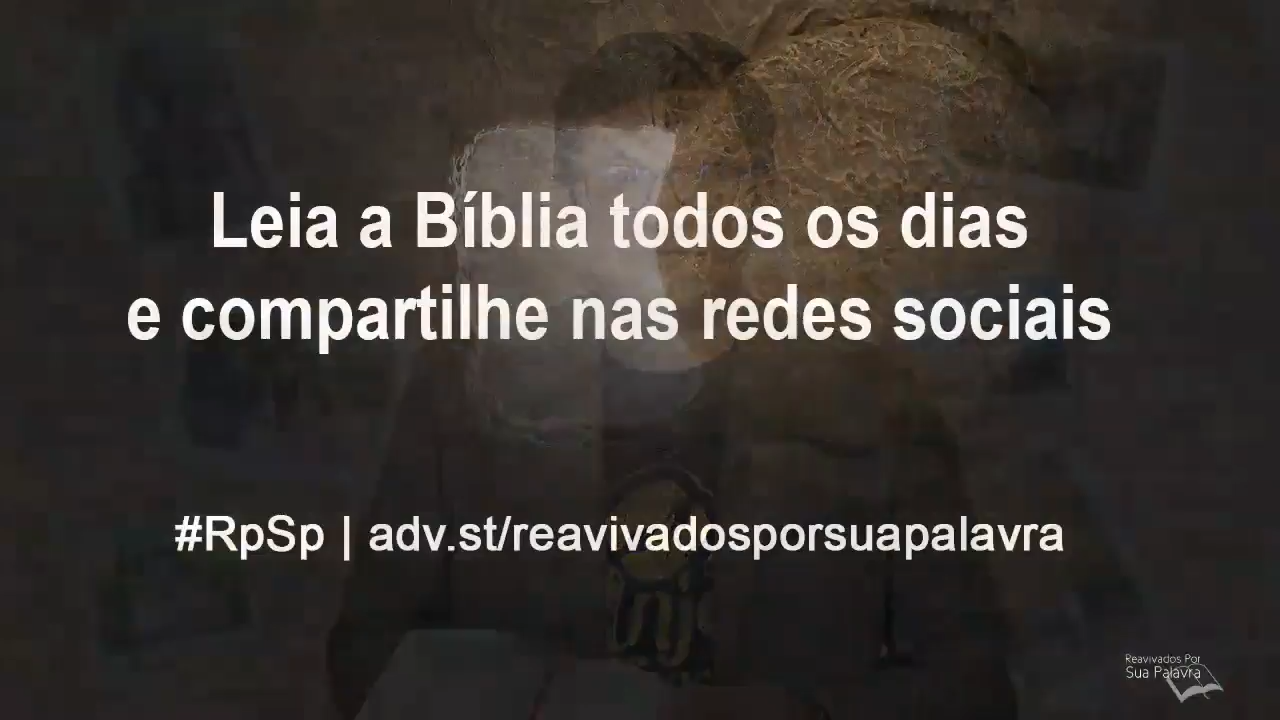 Leia a Bíblia todos os dias
e compartilhe nas redes sociais
#RpSp | adv.st/reavivadosporsuapalavra
Reavivados Por
Sua Palavra